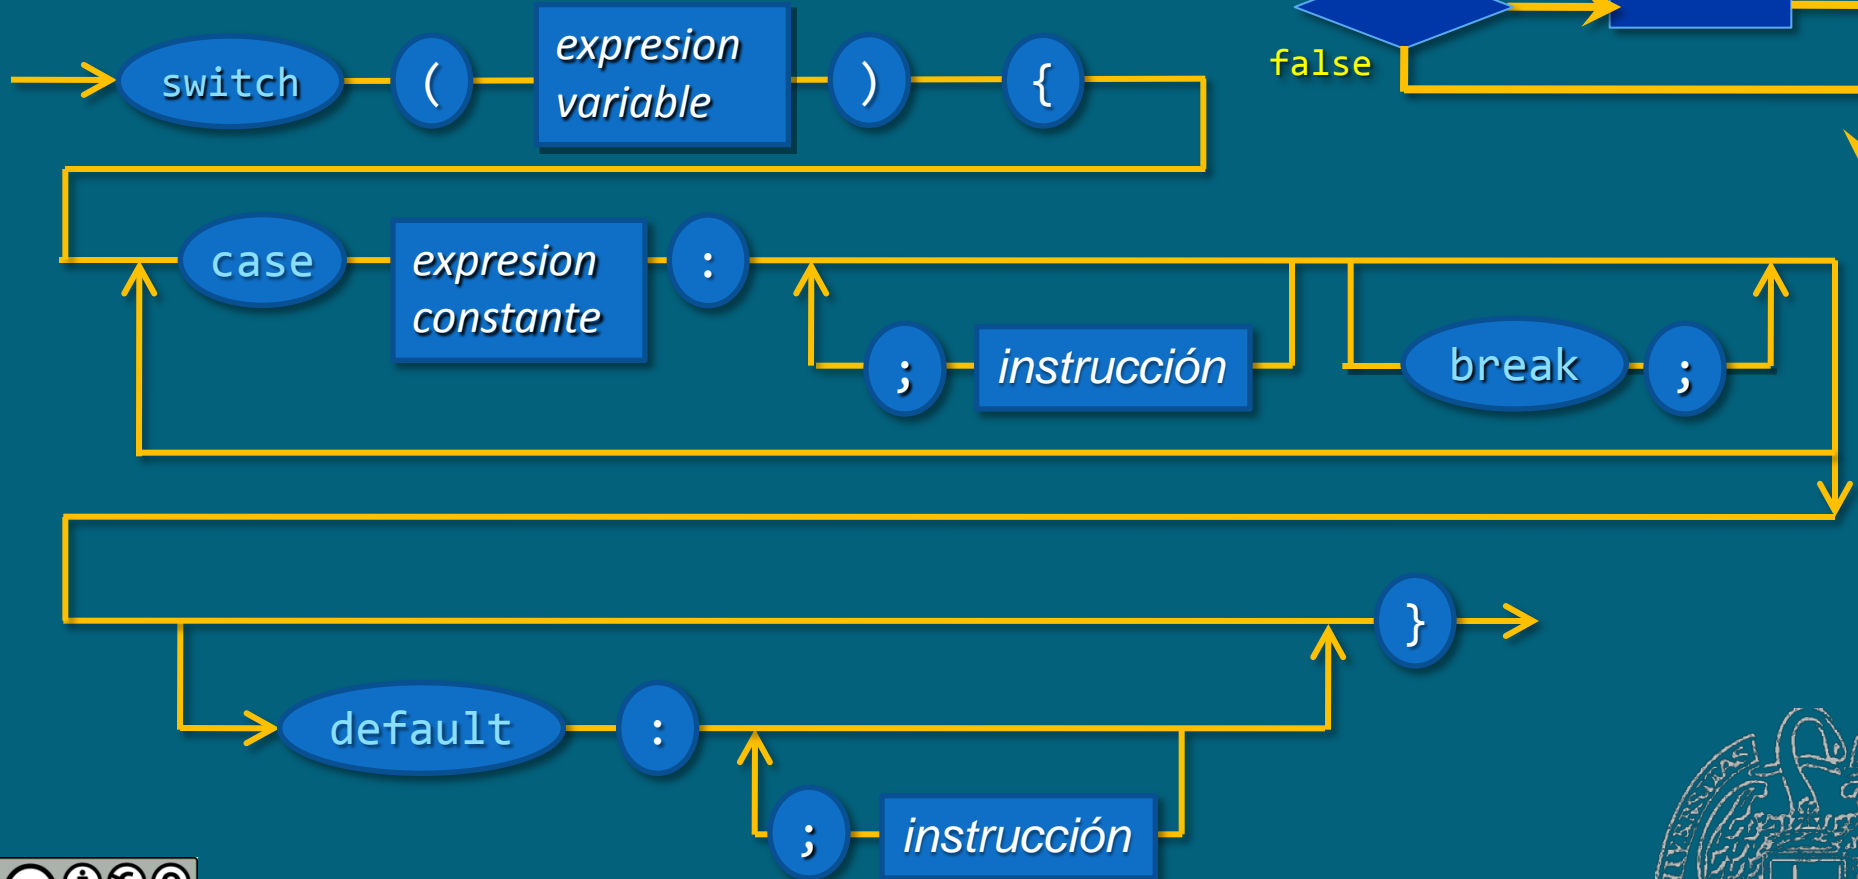 switch ( expresion ) {
variable
false
case expresion :
constante
; instrucción break ;
}
default :
; instrucción